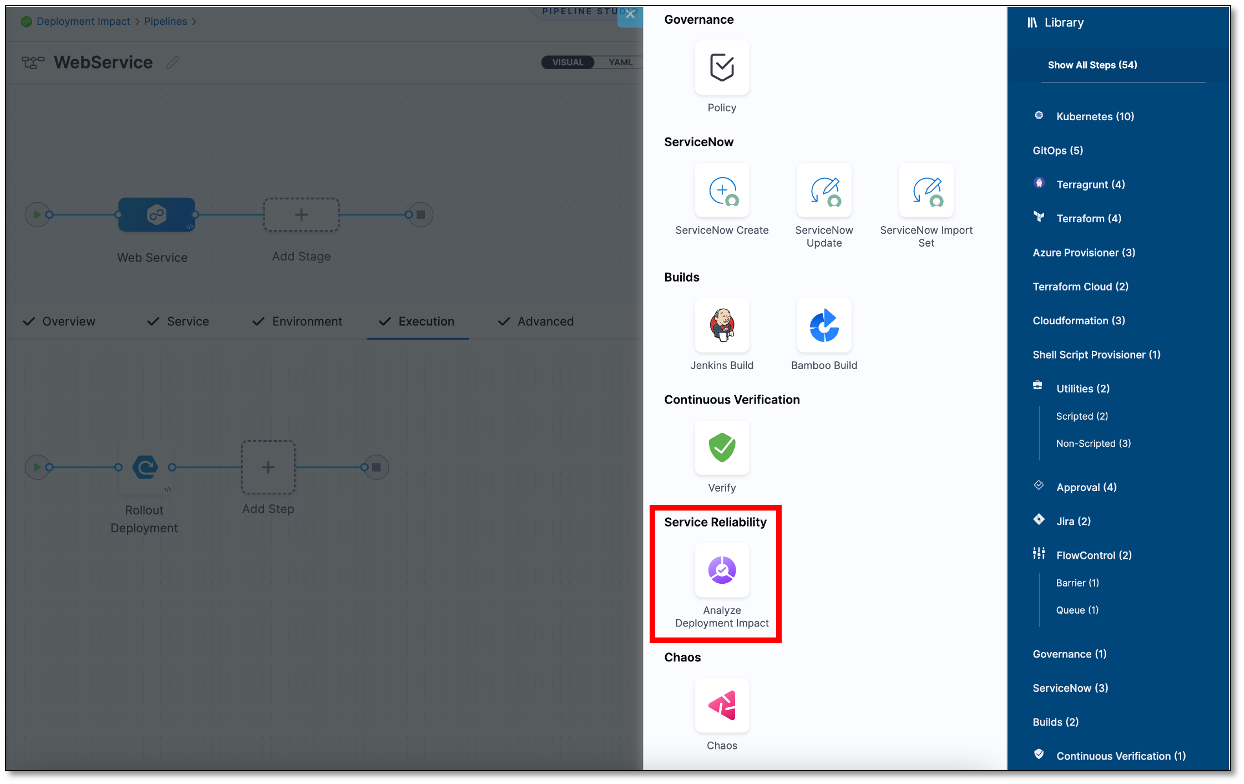 Deployment Impact > Pipelines >
PIPELINE STU
WebService
VISUAL
YAML
Web Service
Add Stage
Overview
Service
Environment
Execution
Advanced
Rollout
Deployment
Add Step
Governance
Policy
ServiceNow
ServiceNow Create
ServiceNow
Update
ServiceNow Import
Set
Builds
Jenkins Build
Bamboo Build
Continuous Verification
Verify
Service Reliability
Analyze
Deployment Impact
Chaos
Chaos
Library
Show All Steps (54)
Kubernetes (10)
GitOps (5)
Terragrunt (4)
Terraform (4)
Azure Provisioner (3)
Terraform Cloud (2)
Cloudformation (3)
Shell Script Provisioner (1)
Utilities (2)
Scripted (2)
Non-Scripted (3)
Approval (4)
Jira (2)
FlowControl (2)
Barrier (1)
Queue (1)
Governance (1)
ServiceNow (3)
Builds (2)
Continuous Verification (1)